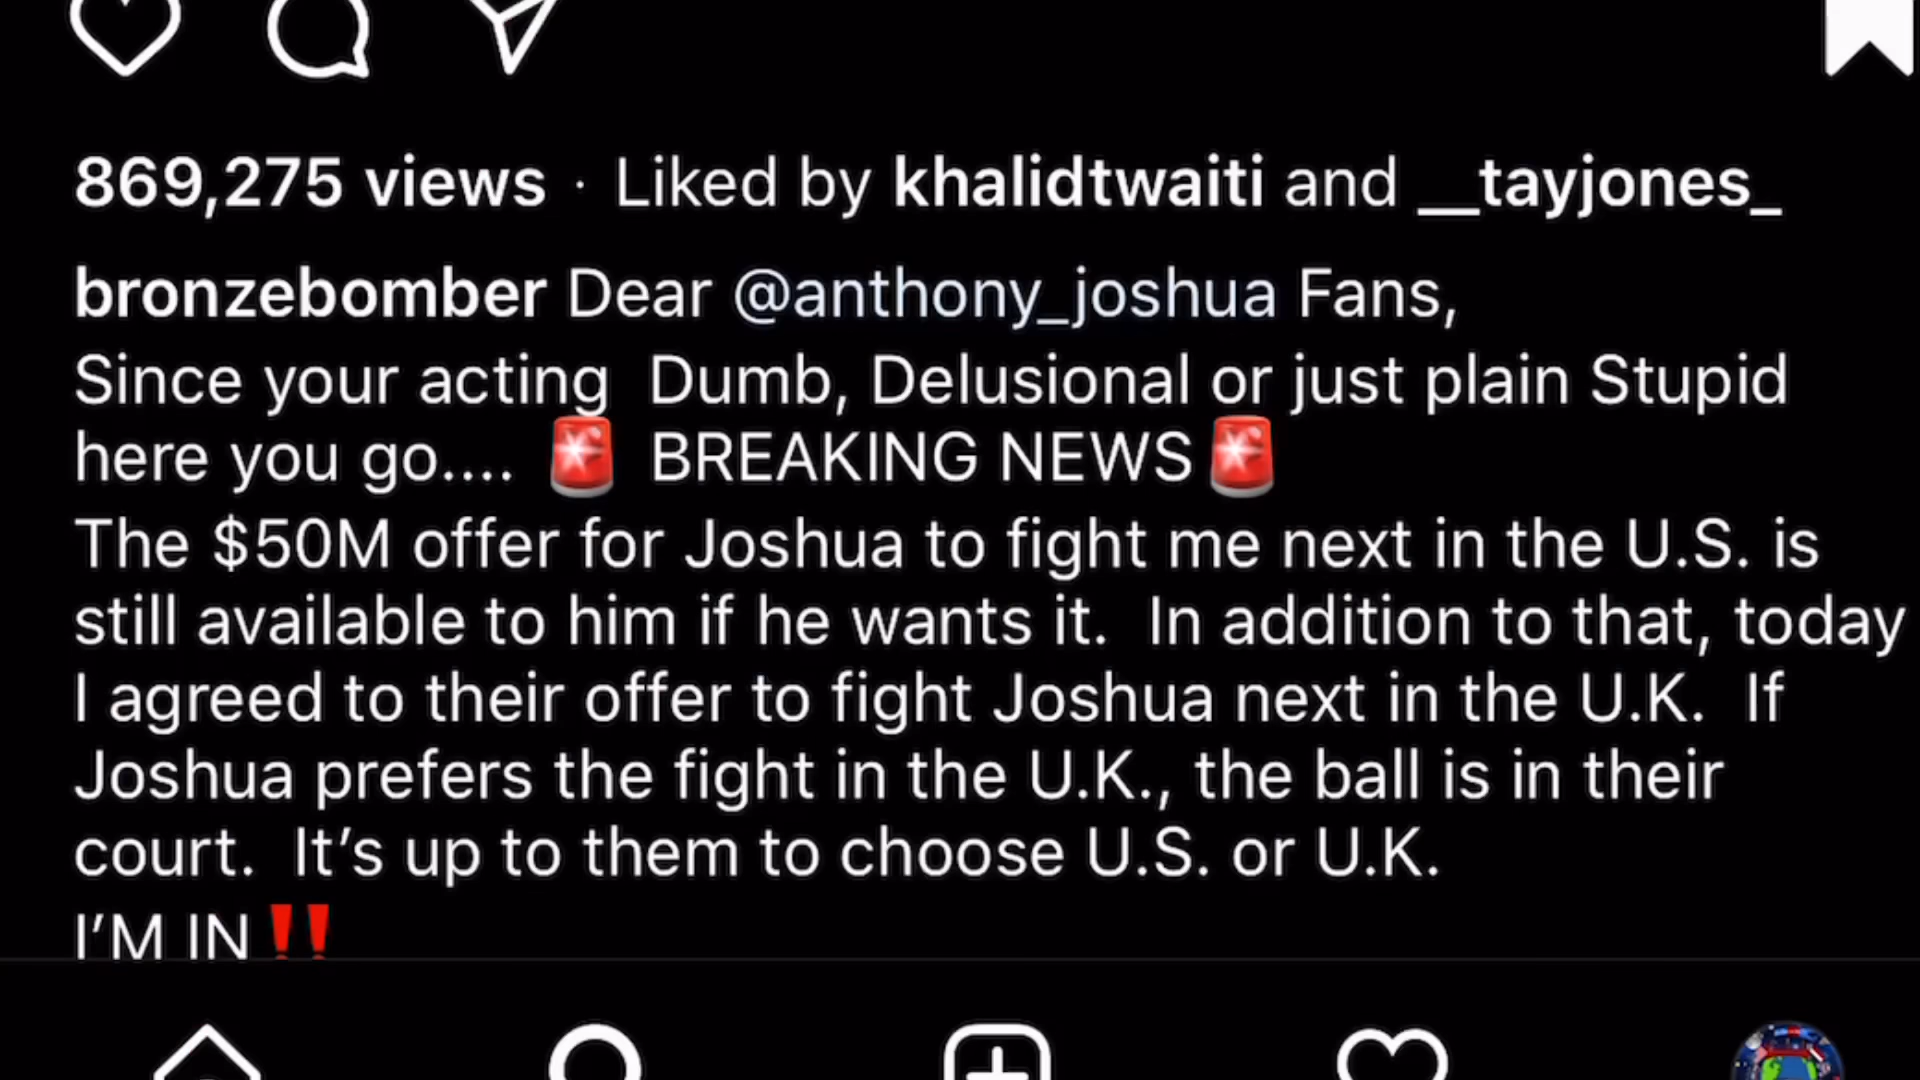 869,275 views · Liked by khalidtwaiti and __tayjones_
bronzebomber Dear @anthony_joshua Fans,
Since your acting  Dumb, Delusional or just plain Stupid
here you go.... 🚨 BREAKING NEWS🚨
The $50M offer for Joshua to fight me next in the U.S. is
still available to him if he wants it.  In addition to that, today
I agreed to their offer to fight Joshua next in the U.K.  If
Joshua prefers the fight in the U.K., the ball is in their
court.  It’s up to them to choose U.S. or U.K.
I’M IN‼️